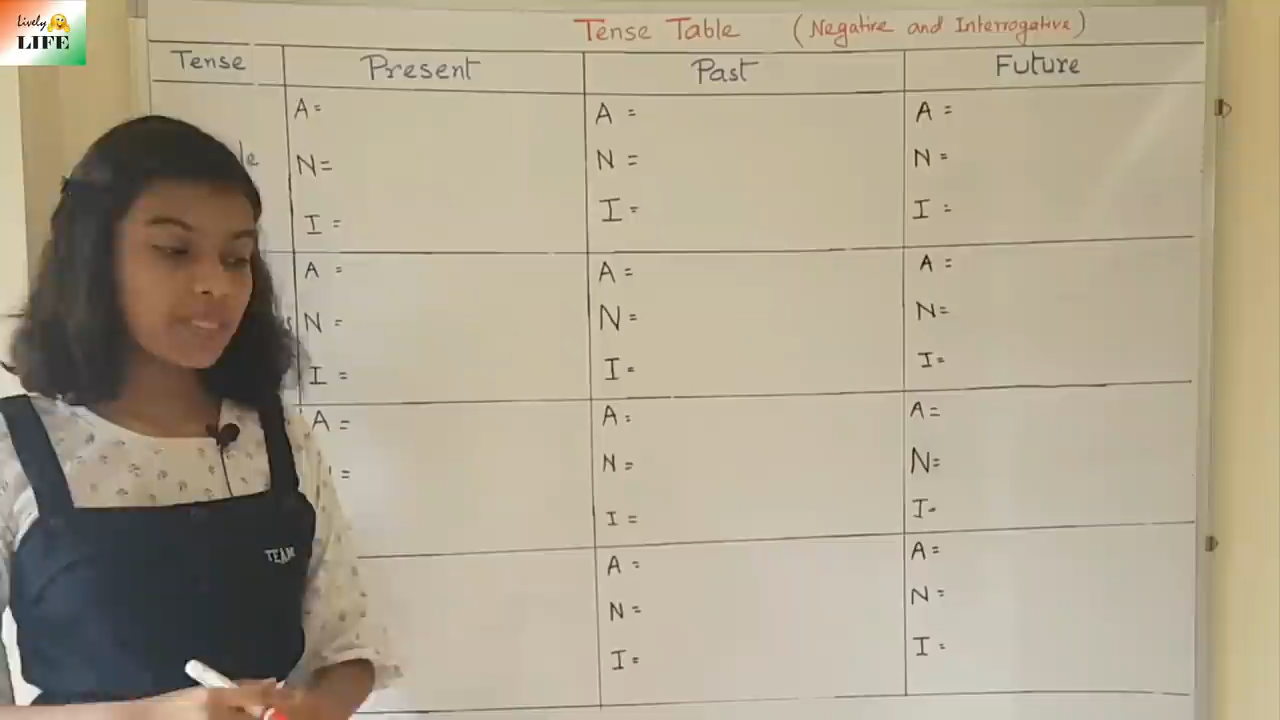 Lively
LIFE
Tense Table (Negative and Interrogative)
Tense Present Past Future
A= A = A =
N= N = N =
I = I = I =
A = A = A =
N = N = N=
I = I = I=
A = A = A=
= N = N=
I = I=
A = A=
N = N =
I = I =
TEAM